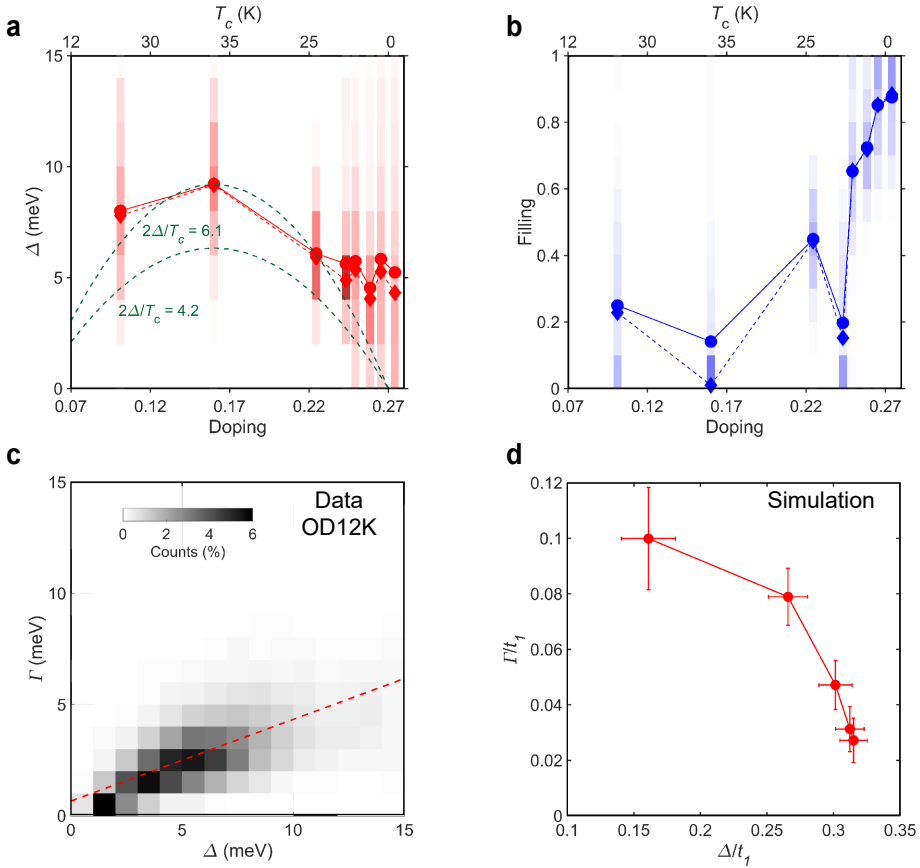 a
T_c (K)
12 30 35 25 12 0
15
10
5
0
Δ (meV)
2Δ/T_c = 6.1
2Δ/T_c = 4.2
0.07 0.12 0.17 0.22 0.27
Doping
b
T_c (K)
12 30 35 25 12 0
1
0.8
0.6
0.4
0.2
0
Filling
0.07 0.12 0.17 0.22 0.27
Doping
c
15
10
5
0
Γ (meV)
Data
OD12K
0 2 4 6
Counts (%)
0 5 10 15
Δ (meV)
d
0.12
0.1
0.08
0.06
0.04
0.02
0
Γ/t_1
Simulation
0.1 0.15 0.2 0.25 0.3 0.35
Δ/t_1